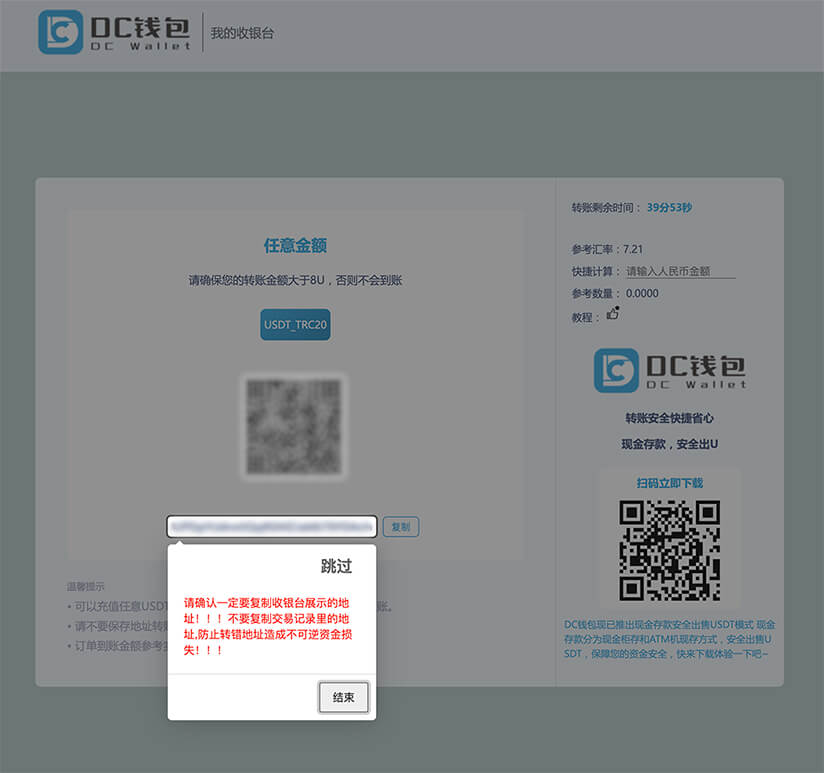 DC钱包
DC Wallet
我的收银台
任意金额
请确保您的转账金额大于8U，否则不会到账
USDT_TRC20
复制
跳过
请确认一定要复制收银台展示的地
址！！！不要复制交易记录里的地
址,防止转错地址造成不可逆资金损
失！！！
结束
温馨提示
• 可以充值任意USDT
账。
• 请不要保存地址转账
• 订单到账金额参考
转账剩余时间： 39分53秒
参考汇率：7.21
快捷计算： 请输入人民币金额
参考数量： 0.0000
教程：
DC钱包
DC Wallet
转账安全快捷省心
现金存款，安全出U
扫码立即下载
DC钱包现已推出现金存款安全出售USDT模式 现金
存款分为现金柜存和ATM机现存方式，安全出售U
SDT，保障您的资金安全，快来下载体验一下吧~